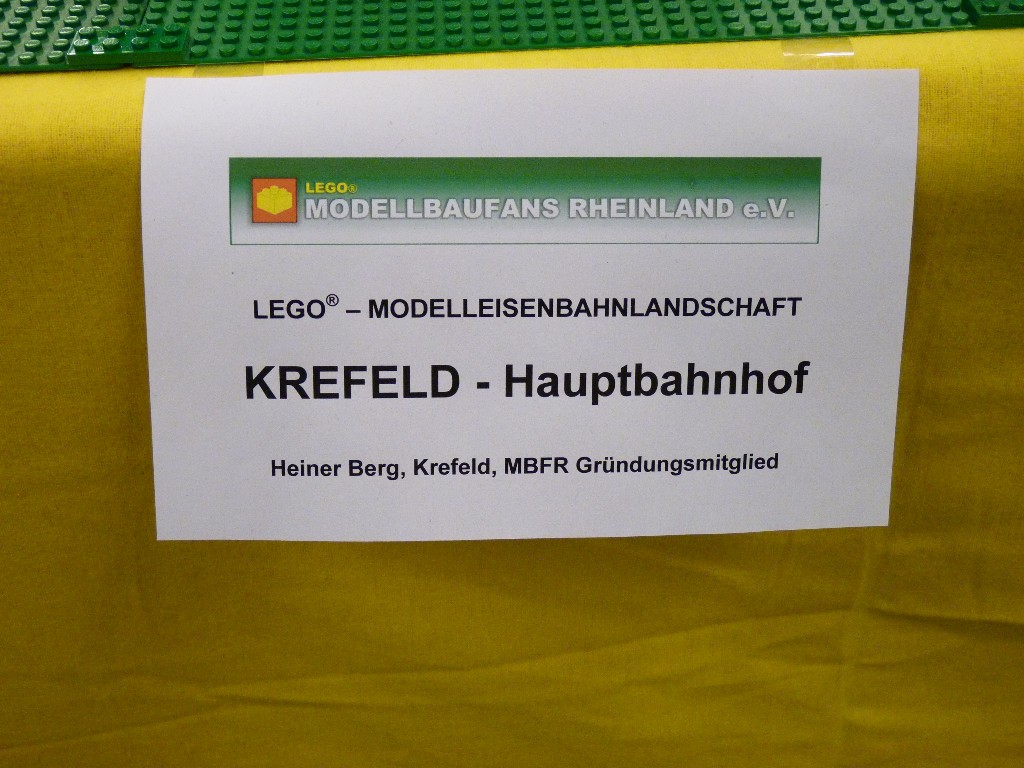 LEGO®
MODELLBAUFANS RHEINLAND e.V.
LEGO® – MODELLEISENBAHNLANDSCHAFT
KREFELD - Hauptbahnhof
Heiner Berg, Krefeld, MBFR Gründungsmitglied